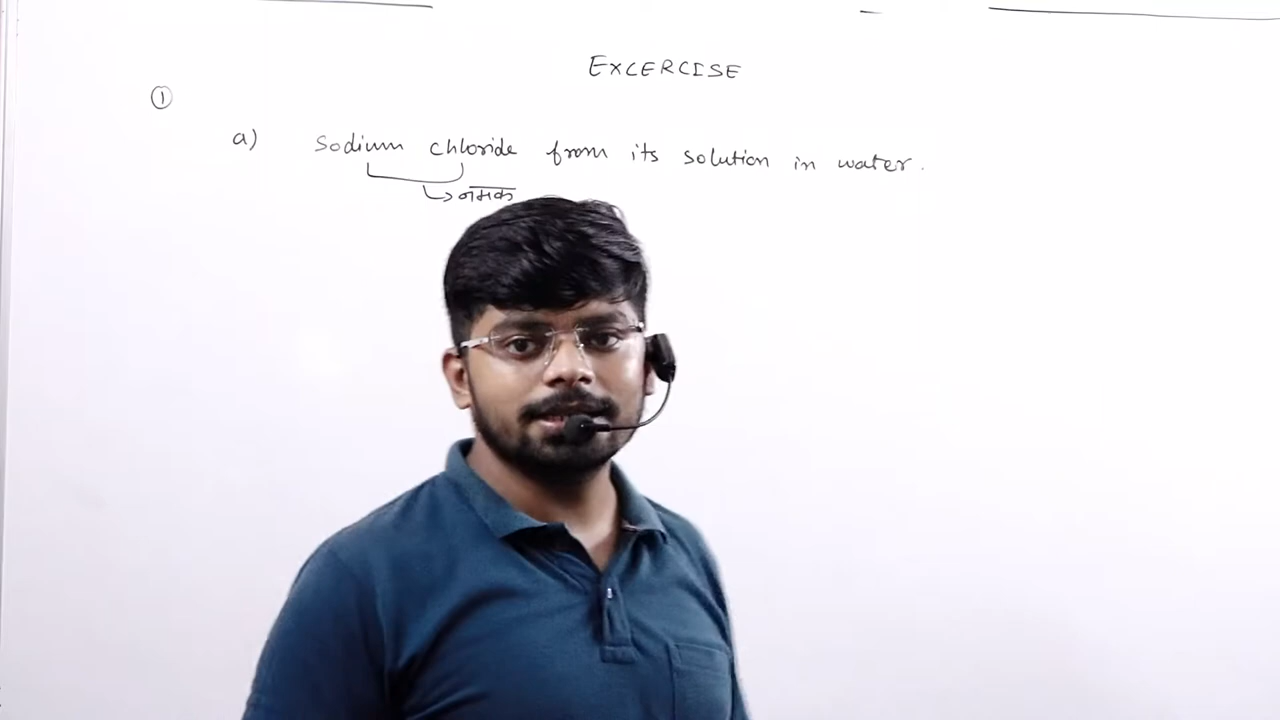 EXCERCISE
①
a) Sodium chloride from its solution in water.
↳ नमक